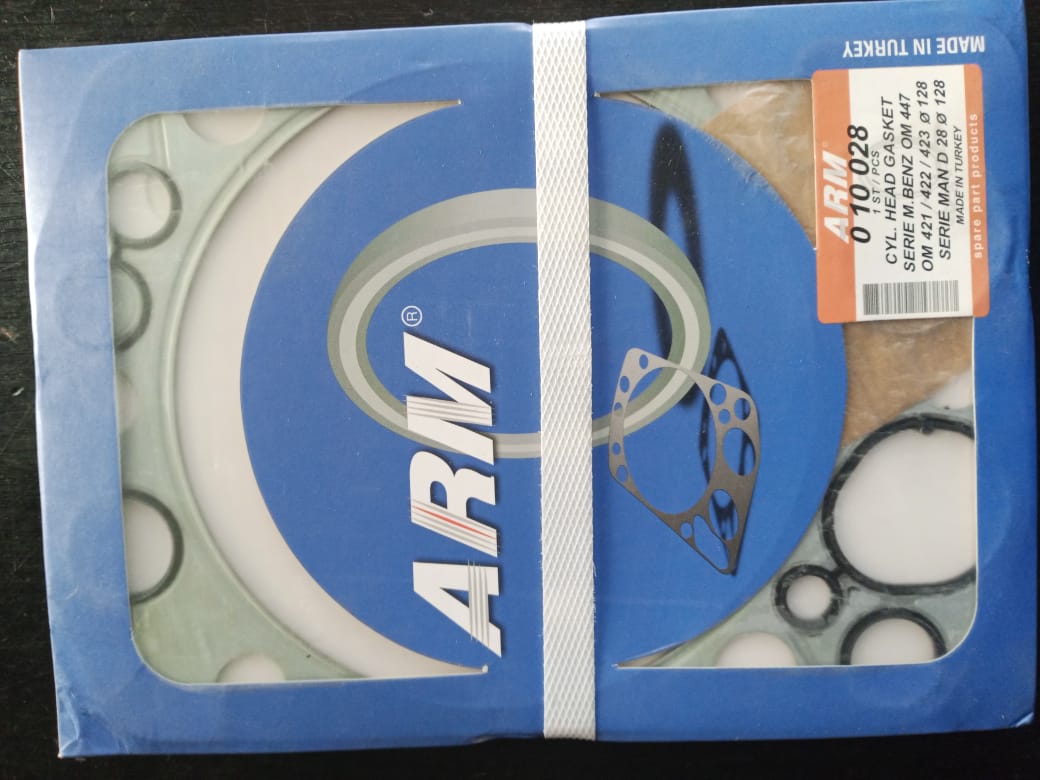 MADE IN TURKEY
ARM®
0 10 028
1 ST / PCS
CYL. HEAD GASKET
SERIE M.BENZ OM 447
OM 421 / 422 / 423 Ø 128
SERIE MAN D 28 Ø 128
MADE IN TURKEY
spare part products
ARM®